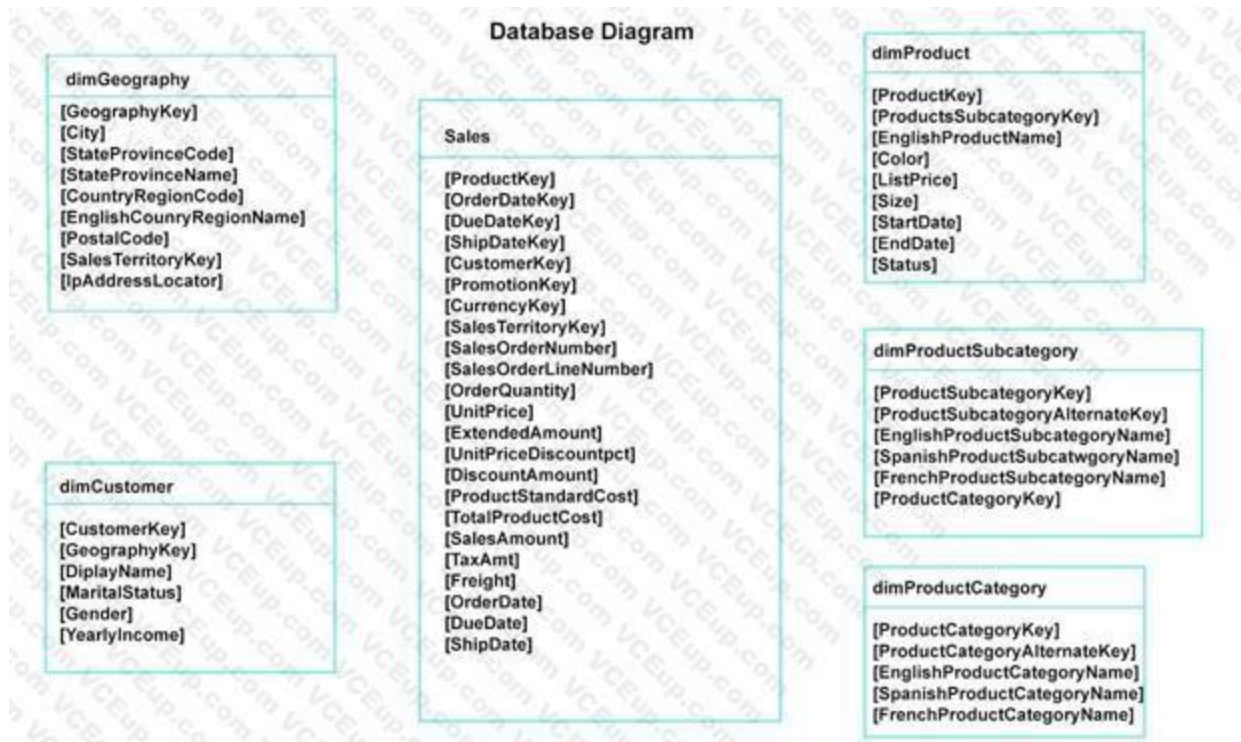 Database Diagram
dimGeography
[GeographyKey]
[City]
[StateProvinceCode]
[StateProvinceName]
[CountryRegionCode]
[EnglishCounryRegionName]
[PostalCode]
[SalesTerritoryKey]
[IpAddressLocator]
dimCustomer
[CustomerKey]
[GeographyKey]
[DiplayName]
[MaritalStatus]
[Gender]
[YearlyIncome]
Sales
[ProductKey]
[OrderDateKey]
[DueDateKey]
[ShipDateKey]
[CustomerKey]
[PromotionKey]
[CurrencyKey]
[SalesTerritoryKey]
[SalesOrderNumber]
[SalesOrderLineNumber]
[OrderQuantity]
[UnitPrice]
[ExtendedAmount]
[UnitPriceDiscountpct]
[DiscountAmount]
[ProductStandardCost]
[TotalProductCost]
[SalesAmount]
[TaxAmt]
[Freight]
[OrderDate]
[DueDate]
[ShipDate]
dimProduct
[ProductKey]
[ProductsSubcategoryKey]
[EnglishProductName]
[Color]
[ListPrice]
[Size]
[StartDate]
[EndDate]
[Status]
dimProductSubcategory
[ProductSubcategoryKey]
[ProductSubcategoryAlternateKey]
[EnglishProductSubcategoryName]
[SpanishProductSubcatwgoryName]
[FrenchProductSubcategoryName]
[ProductCategoryKey]
dimProductCategory
[ProductCategoryKey]
[ProductCategoryAlternateKey]
[EnglishProductCategoryName]
[SpanishProductCategoryName]
[FrenchProductCategoryName]
VCEup.com